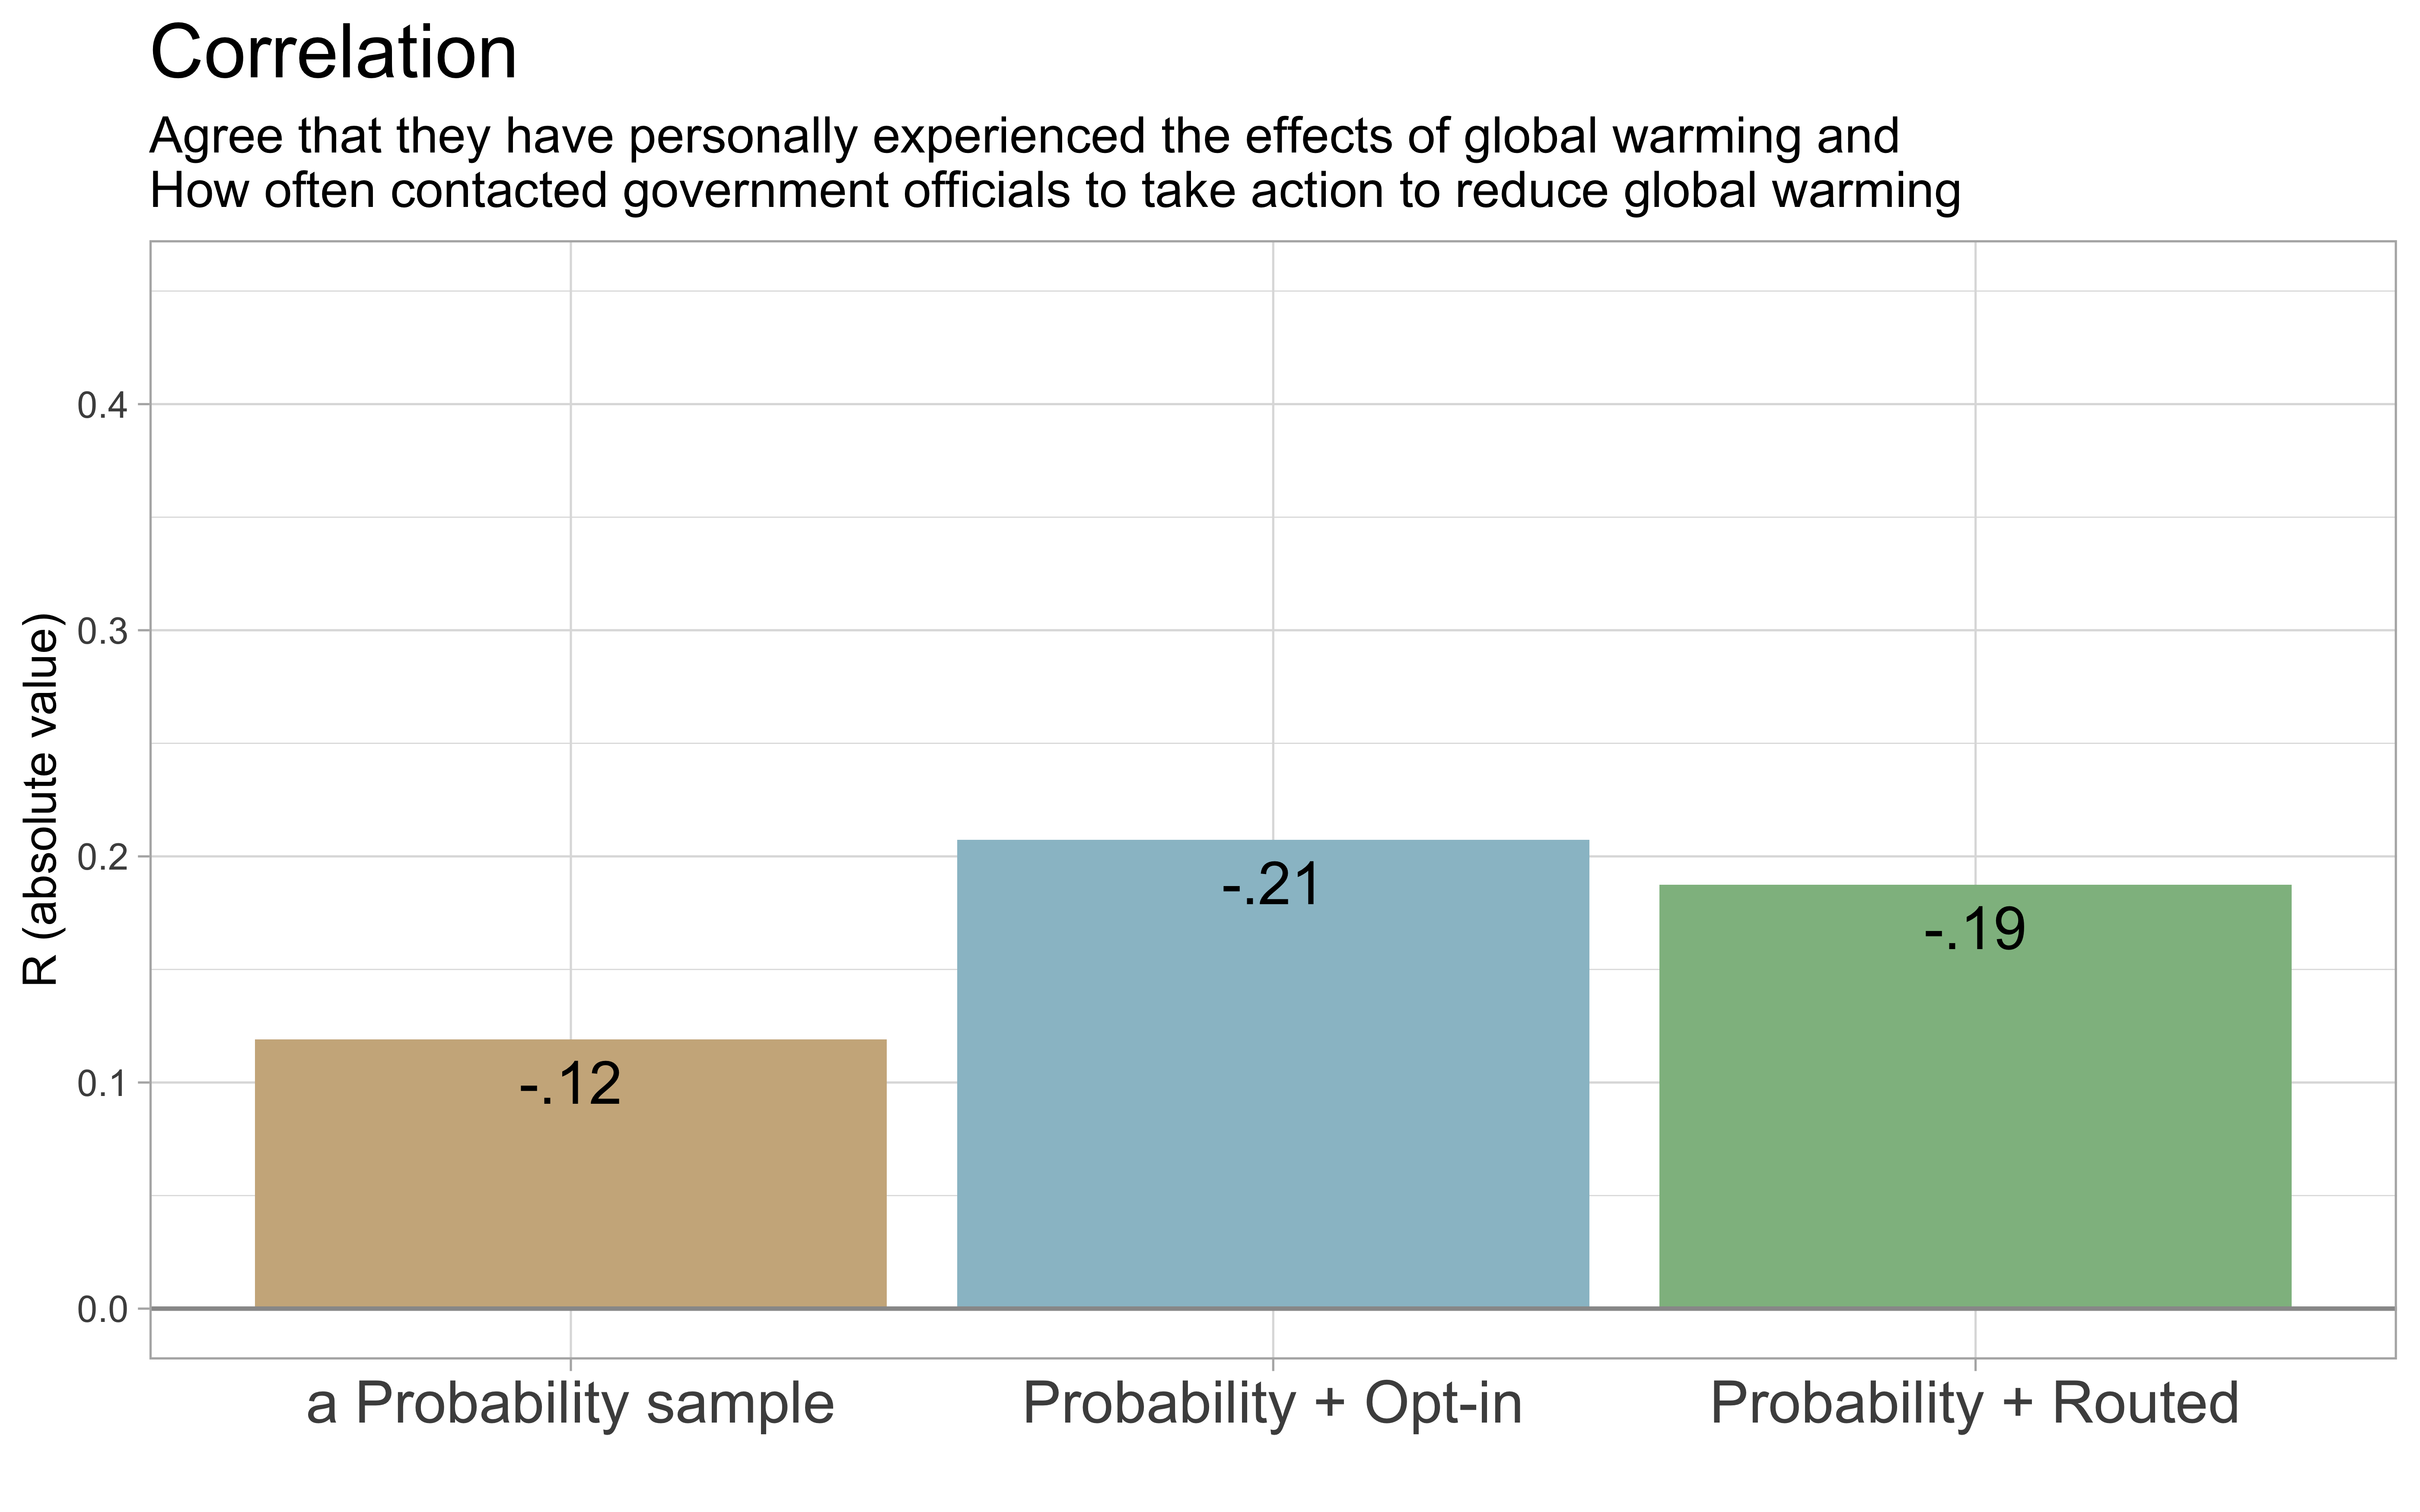 Correlation
Agree that they have personally experienced the effects of global warming and
How often contacted government officials to take action to reduce global warming
R (absolute value)
0.4
0.3
0.2
0.1
0.0
-.12
-.21
-.19
a Probability sample
Probability + Opt-in
Probability + Routed